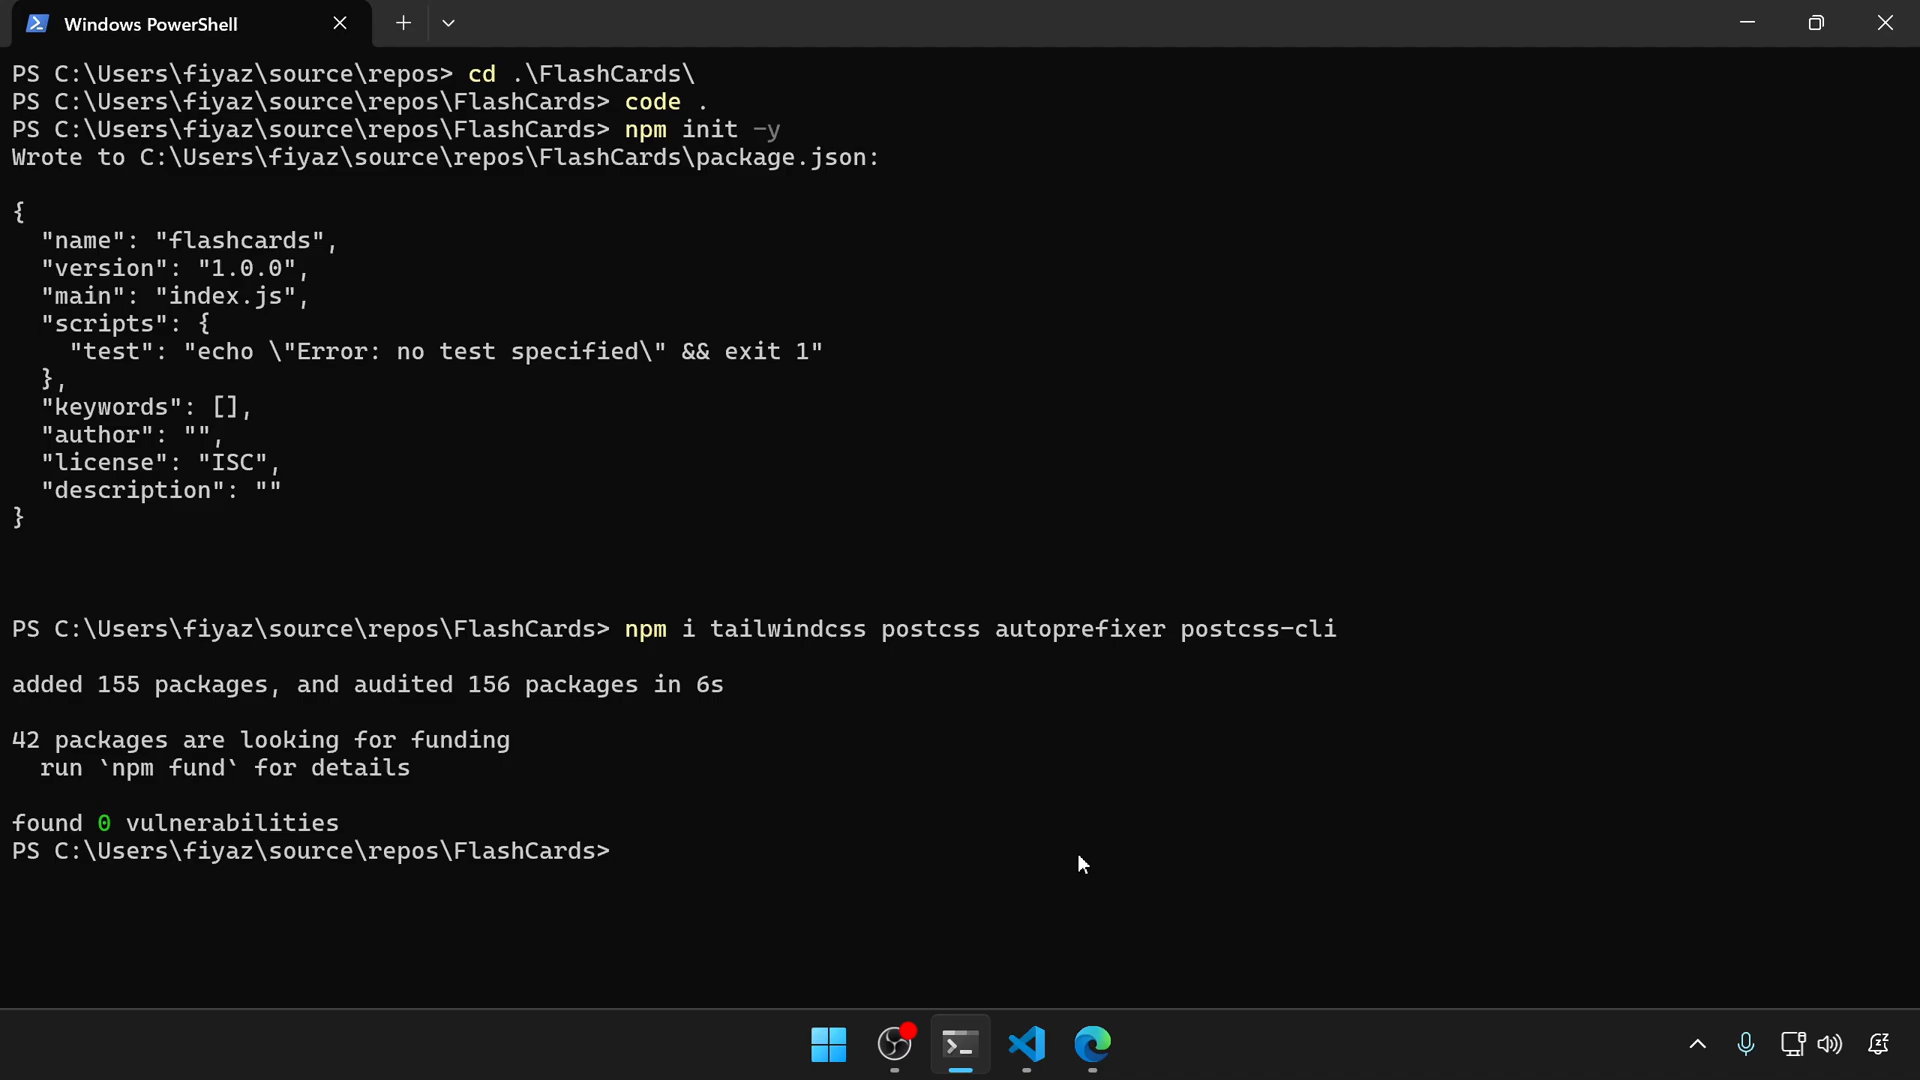 Windows PowerShell
PS C:\Users\fiyaz\source\repos> cd .\FlashCards\
PS C:\Users\fiyaz\source\repos\FlashCards> code .
PS C:\Users\fiyaz\source\repos\FlashCards> npm init -y
Wrote to C:\Users\fiyaz\source\repos\FlashCards\package.json:
{
  "name": "flashcards",
  "version": "1.0.0",
  "main": "index.js",
  "scripts": {
    "test": "echo \"Error: no test specified\" && exit 1"
  },
  "keywords": [],
  "author": "",
  "license": "ISC",
  "description": ""
}
PS C:\Users\fiyaz\source\repos\FlashCards> npm i tailwindcss postcss autoprefixer postcss-cli
added 155 packages, and audited 156 packages in 6s
42 packages are looking for funding
  run `npm fund` for details
found 0 vulnerabilities
PS C:\Users\fiyaz\source\repos\FlashCards>